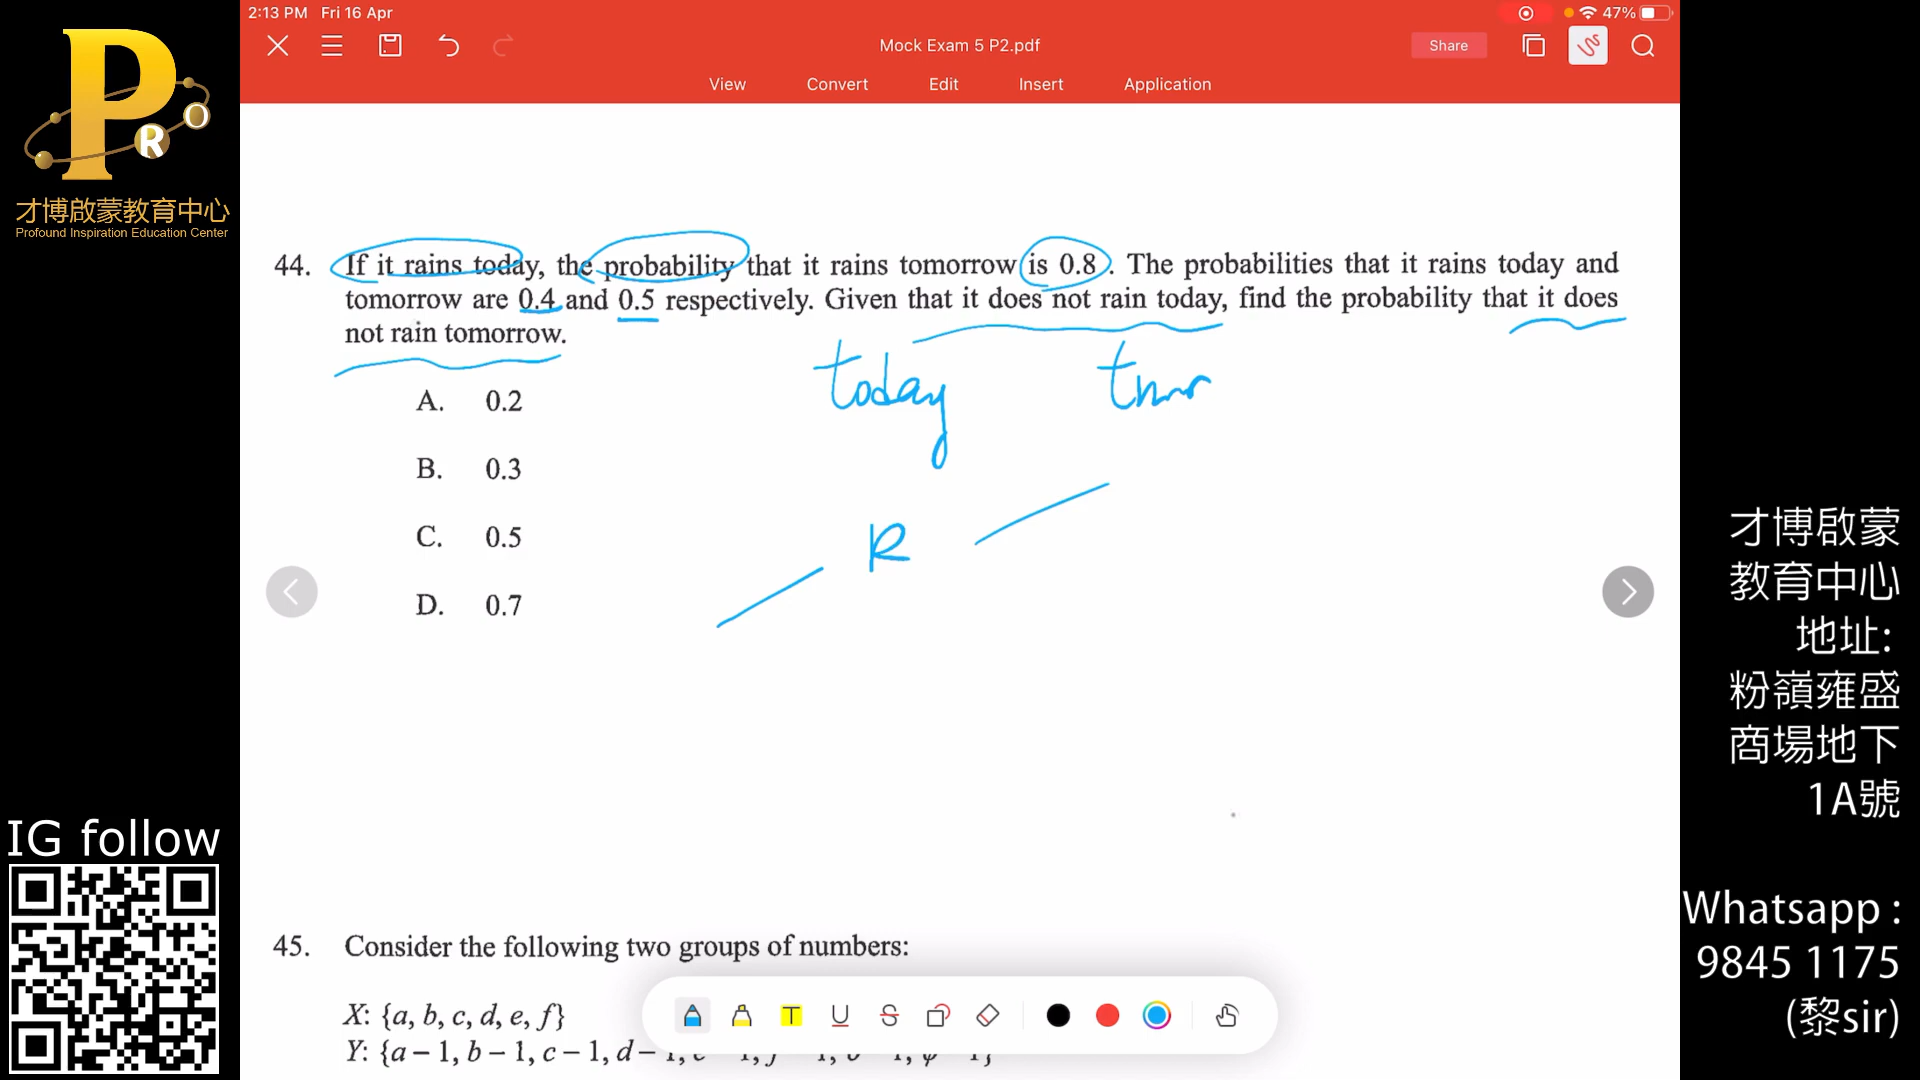 2:13 PM Fri 16 Apr
47%
Mock Exam 5 P2.pdf
Share
View Convert Edit Insert Application
P R O
才博啟蒙教育中心
Profound Inspiration Education Center
44. If it rains today, the probability that it rains tomorrow is 0.8. The probabilities that it rains today and
tomorrow are 0.4 and 0.5 respectively. Given that it does not rain today, find the probability that it does
not rain tomorrow.
today tmr
A. 0.2
B. 0.3
C. 0.5
D. 0.7
R
45. Consider the following two groups of numbers:
X: {a, b, c, d, e, f}
Y: {a – 1, b – 1, c – 1, d –
T U S
才博啟蒙
教育中心
地址:
粉嶺雍盛
商場地下
1A號
Whatsapp :
9845 1175
(黎sir)
IG follow